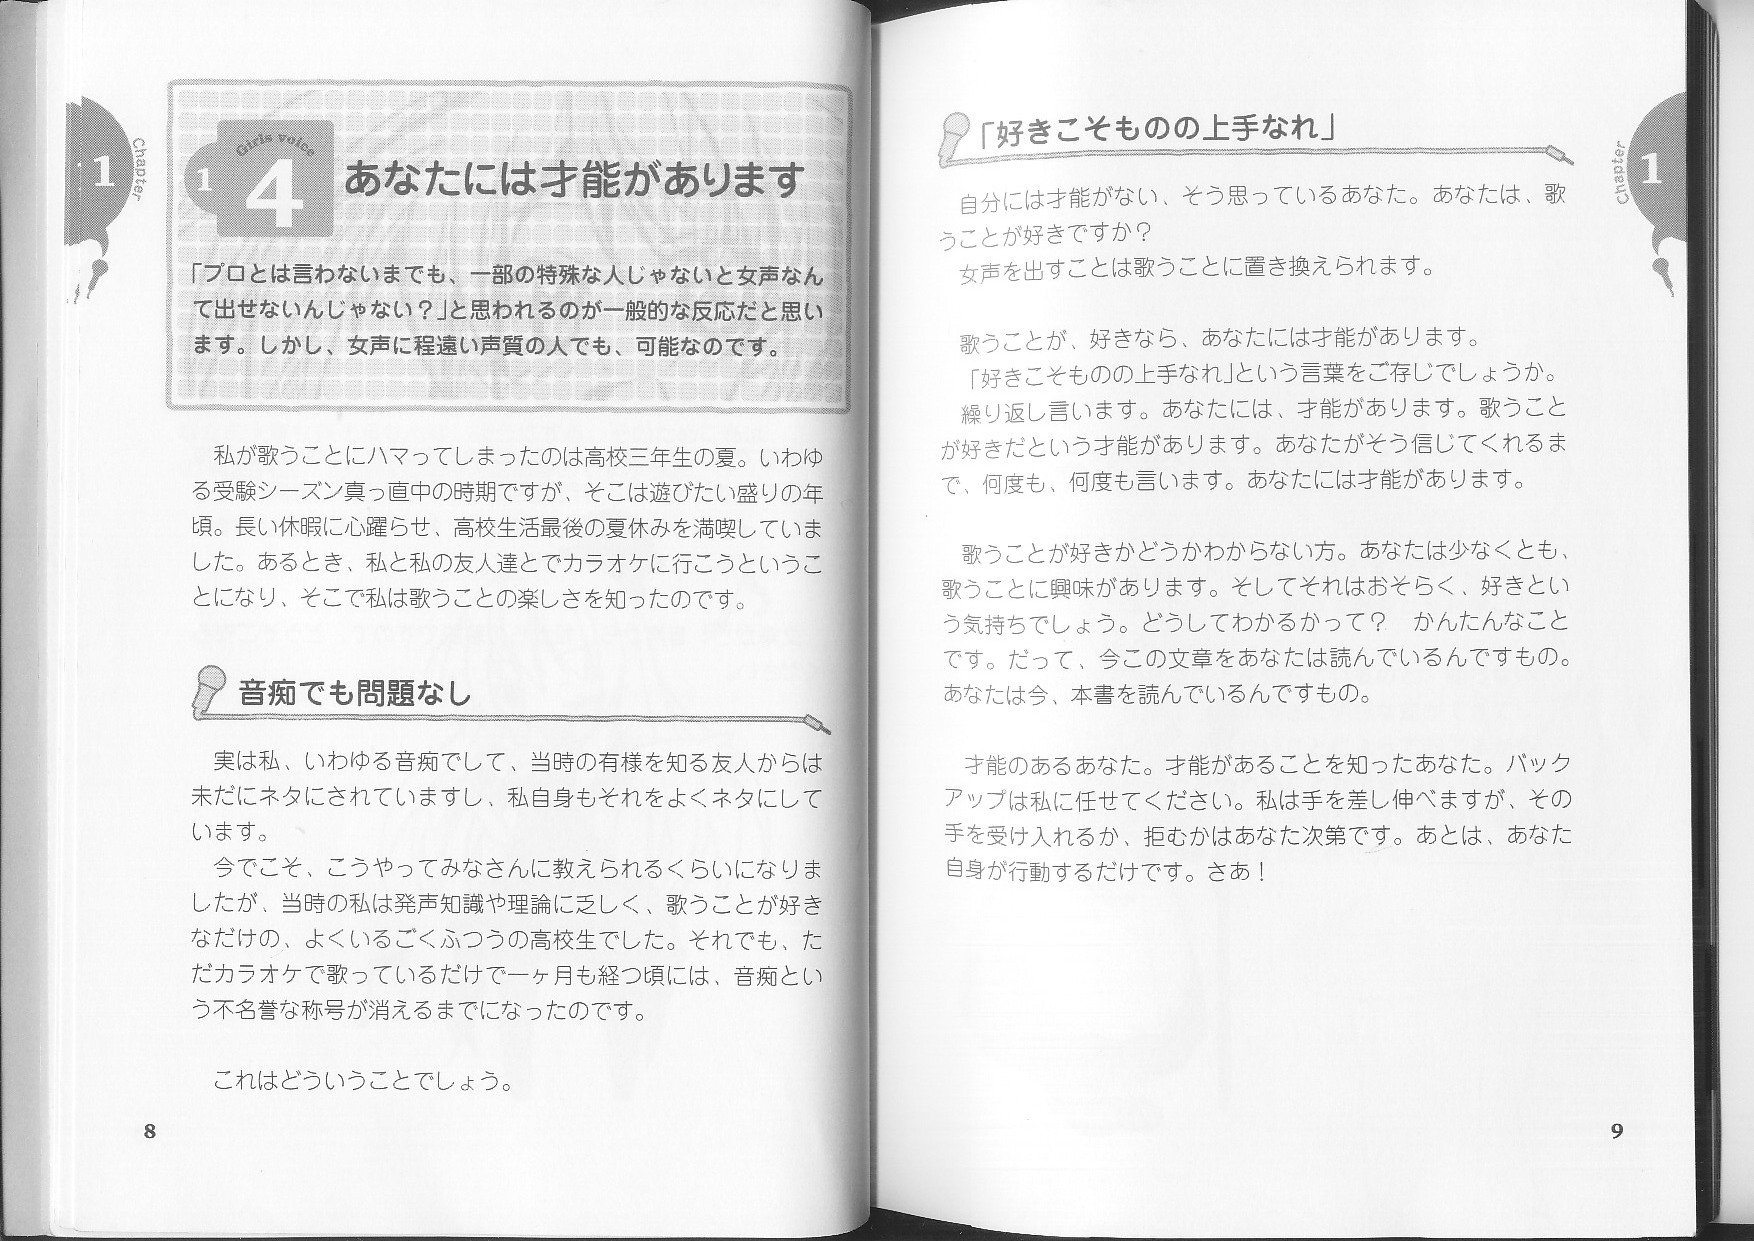 Chapter
1
Girls voice
1
4
あなたには才能があります
「プロとは言わないまでも、一部の特殊な人じゃないと女声なん
て出せないんじゃない？」と思われるのが一般的な反応だと思い
ます。しかし、女声に程遠い声質の人でも、可能なのです。
私が歌うことにハマってしまったのは高校三年生の夏。いわゆ
る受験シーズン真っ直中の時期ですが、そこは遊びたい盛りの年
頃。長い休暇に心躍らせ、高校生活最後の夏休みを満喫していま
した。あるとき、私と私の友人達とでカラオケに行こうというこ
とになり、そこで私は歌うことの楽しさを知ったのです。
音痴でも問題なし
実は私、いわゆる音痴でして、当時の有様を知る友人からは
未だにネタにされていますし、私自身もそれをよくネタにして
います。
今でこそ、こうやってみなさんに教えられるくらいになりま
したが、当時の私は発声知識や理論に乏しく、歌うことが好き
なだけの、よくいるごくふつうの高校生でした。それでも、た
だカラオケで歌っているだけで一ヶ月も経つ頃には、音痴とい
う不名誉な称号が消えるまでになったのです。
これはどういうことでしょう。
8
「好きこそものの上手なれ」
Chapter
1
自分には才能がない、そう思っているあなた。あなたは、歌
うことが好きですか？
女声を出すことは歌うことに置き換えられます。
歌うことが、好きなら、あなたには才能があります。
「好きこそものの上手なれ」という言葉をご存じでしょうか。
繰り返し言います。あなたには、才能があります。歌うこと
が好きだという才能があります。あなたがそう信じてくれるま
で、何度も、何度も言います。あなたには才能があります。
歌うことが好きかどうかわからない方。あなたは少なくとも、
歌うことに興味があります。そしてそれはおそらく、好きとい
う気持ちでしょう。どうしてわかるかって？　かんたんなこと
です。だって、今この文章をあなたは読んでいるんですもの。
あなたは今、本書を読んでいるんですもの。
才能のあるあなた。才能があることを知ったあなた。バック
アップは私に任せてください。私は手を差し伸べますが、その
手を受け入れるか、拒むかはあなた次第です。あとは、あなた
自身が行動するだけです。さあ！
9